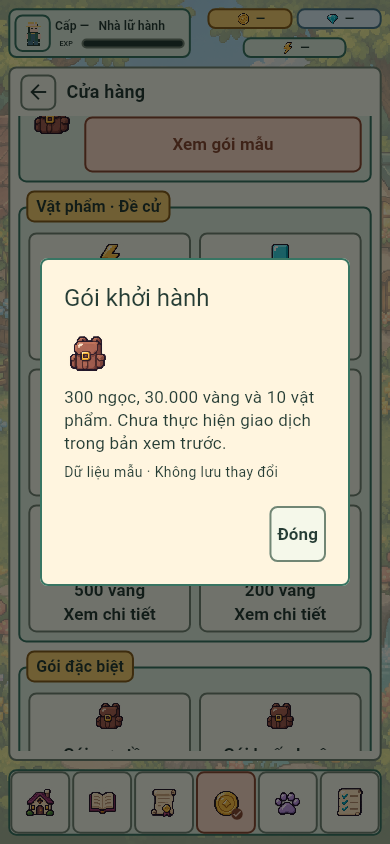 Cấp — Nhà lữ hành
EXP
—
—
—
Cửa hàng
Xem gói mẫu
Vật phẩm · Đề cử
Gói khởi hành
300 ngọc, 30.000 vàng và 10 vật
phẩm. Chưa thực hiện giao dịch
trong bản xem trước.
Dữ liệu mẫu · Không lưu thay đổi
Đóng
500 vàng
200 vàng
Xem chi tiết
Xem chi tiết
Gói đặc biệt